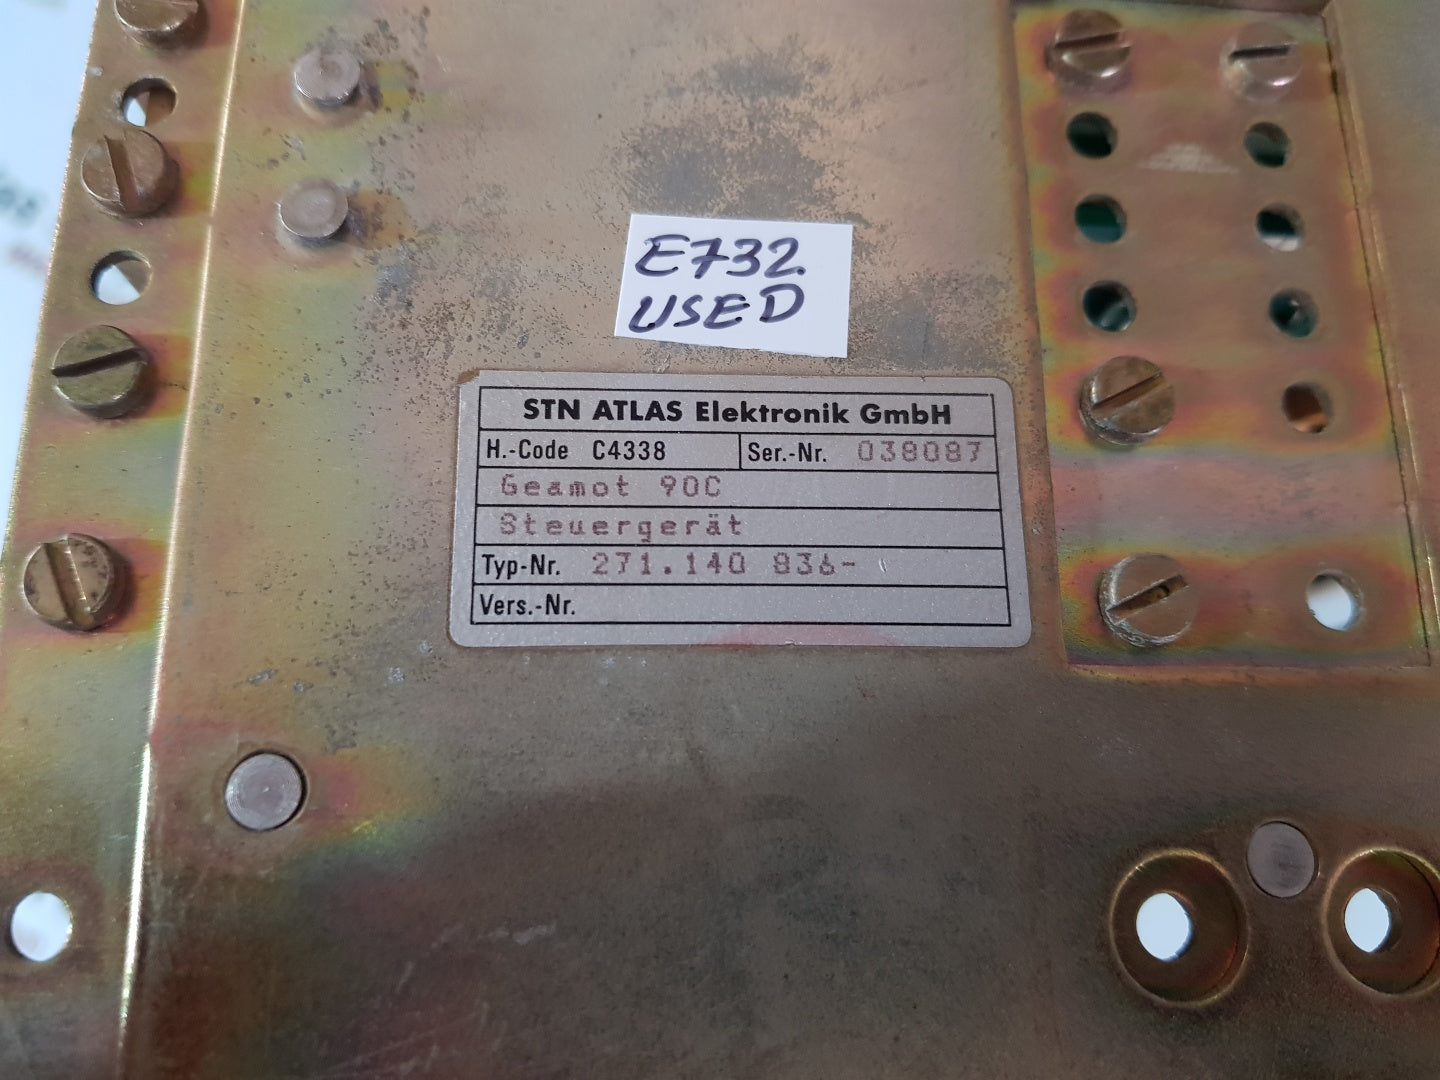 E732
USED
STN ATLAS Elektronik GmbH
H.-Code C4338 Ser.-Nr. 038087
Geamot 90C
Steuergerät
Typ-Nr. 271.140 836-
Vers.-Nr.